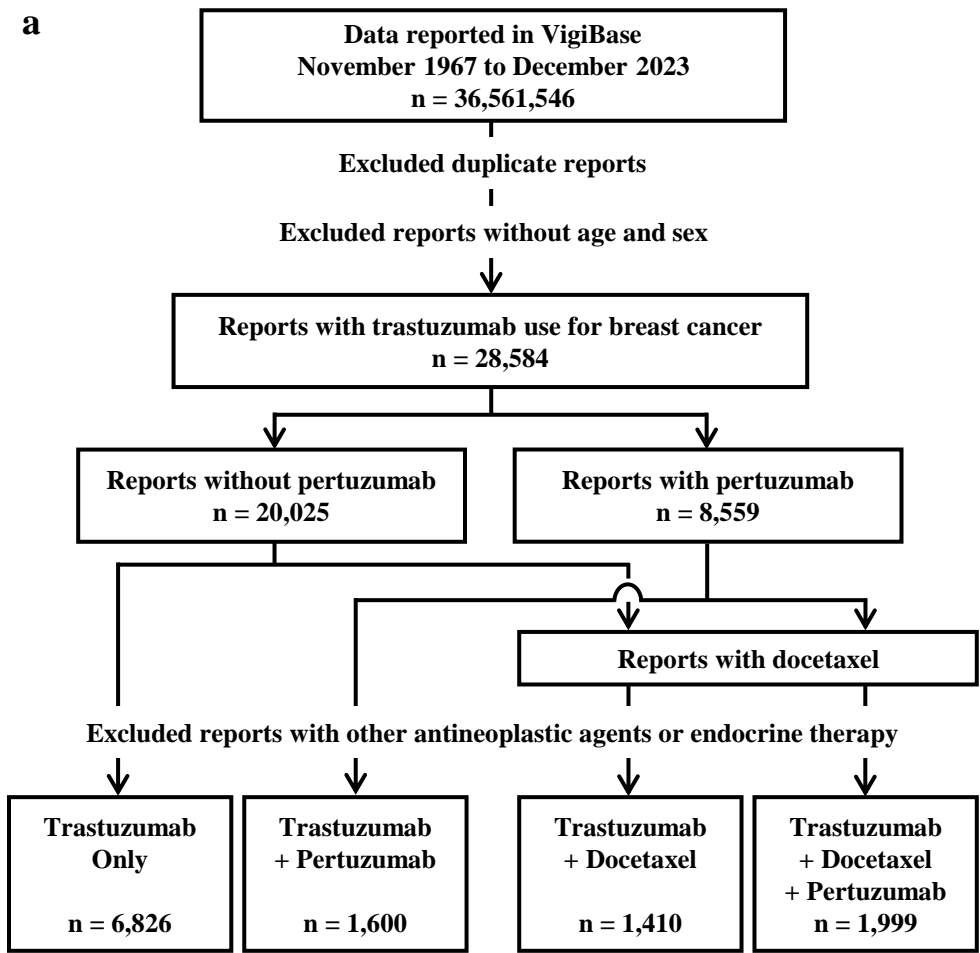 a
Data reported in VigiBase
November 1967 to December 2023
n = 36,561,546
Excluded duplicate reports
Excluded reports without age and sex
Reports with trastuzumab use for breast cancer
n = 28,584
Reports without pertuzumab
n = 20,025
Reports with pertuzumab
n = 8,559
Reports with docetaxel
Excluded reports with other antineoplastic agents or endocrine therapy
Trastuzumab
Only
n = 6,826
Trastuzumab
+ Pertuzumab
n = 1,600
Trastuzumab
+ Docetaxel
n = 1,410
Trastuzumab
+ Docetaxel
+ Pertuzumab
n = 1,999